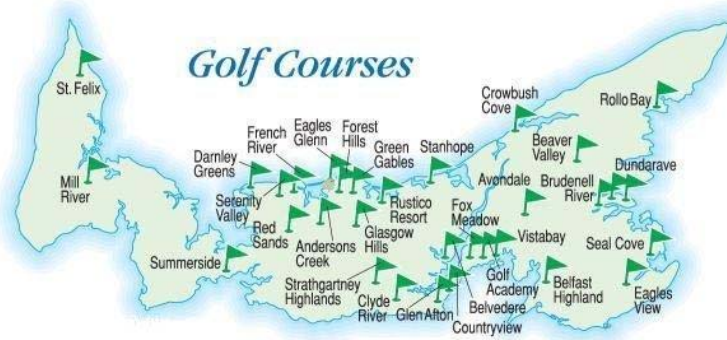 Golf Courses
St. Felix
Mill
River
Summerside
Darnley
Greens
French
River
Eagles
Glenn
Forest
Hills
Green
Gables
Stanhope
Serenity
Valley
Red
Sands
Andersons
Creek
Glasgow
Hills
Rustico
Resort
Strathgartney
Highlands
Clyde
River
Glen Afton
Countryview
Belvedere
Golf
Academy
Fox
Meadow
Vistabay
Avondale
Crowbush
Cove
Beaver
Valley
Rollo Bay
Dundarave
Brudenell
River
Seal Cove
Belfast
Highland
Eagles
View